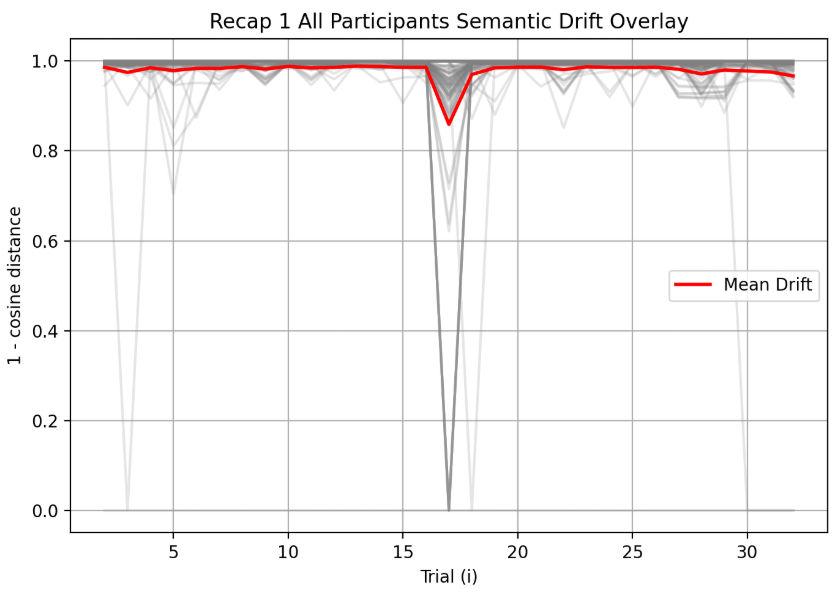 Recap 1 All Participants Semantic Drift Overlay
1.0
0.8
0.6
0.4
0.2
0.0
1 - cosine distance
Mean Drift
5 10 15 20 25 30
Trial (i)